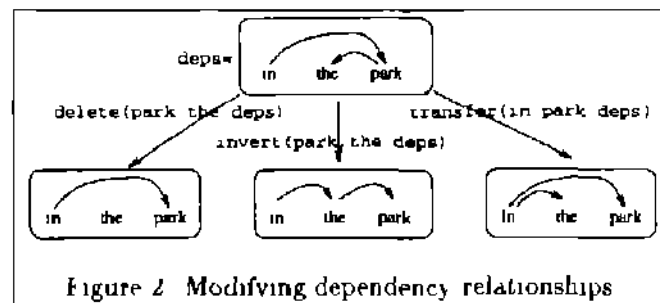 deps=
in the park
delete(park the deps)
transfer(in park deps)
invert(park the deps)
in the park
in the park
in the park
Figure 2 Modifying dependency relationships